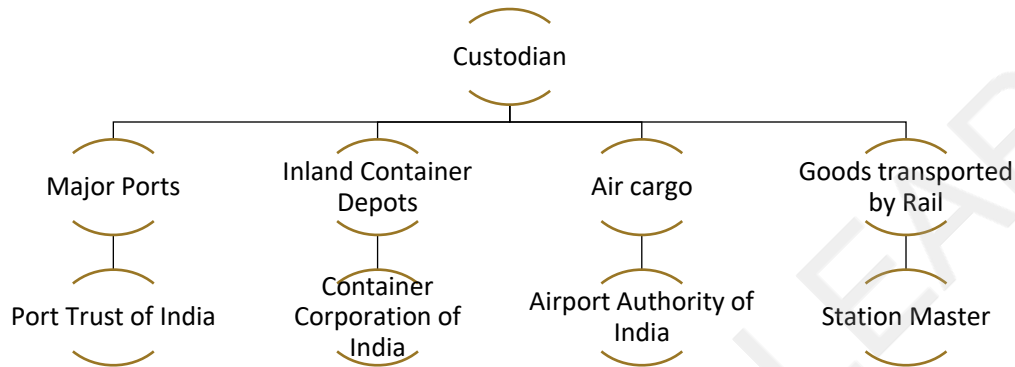 Custodian
Major Ports
Inland Container
Depots
Air cargo
Goods transported
by Rail
Port Trust of India
Container
Corporation of
India
Airport Authority of
India
Station Master